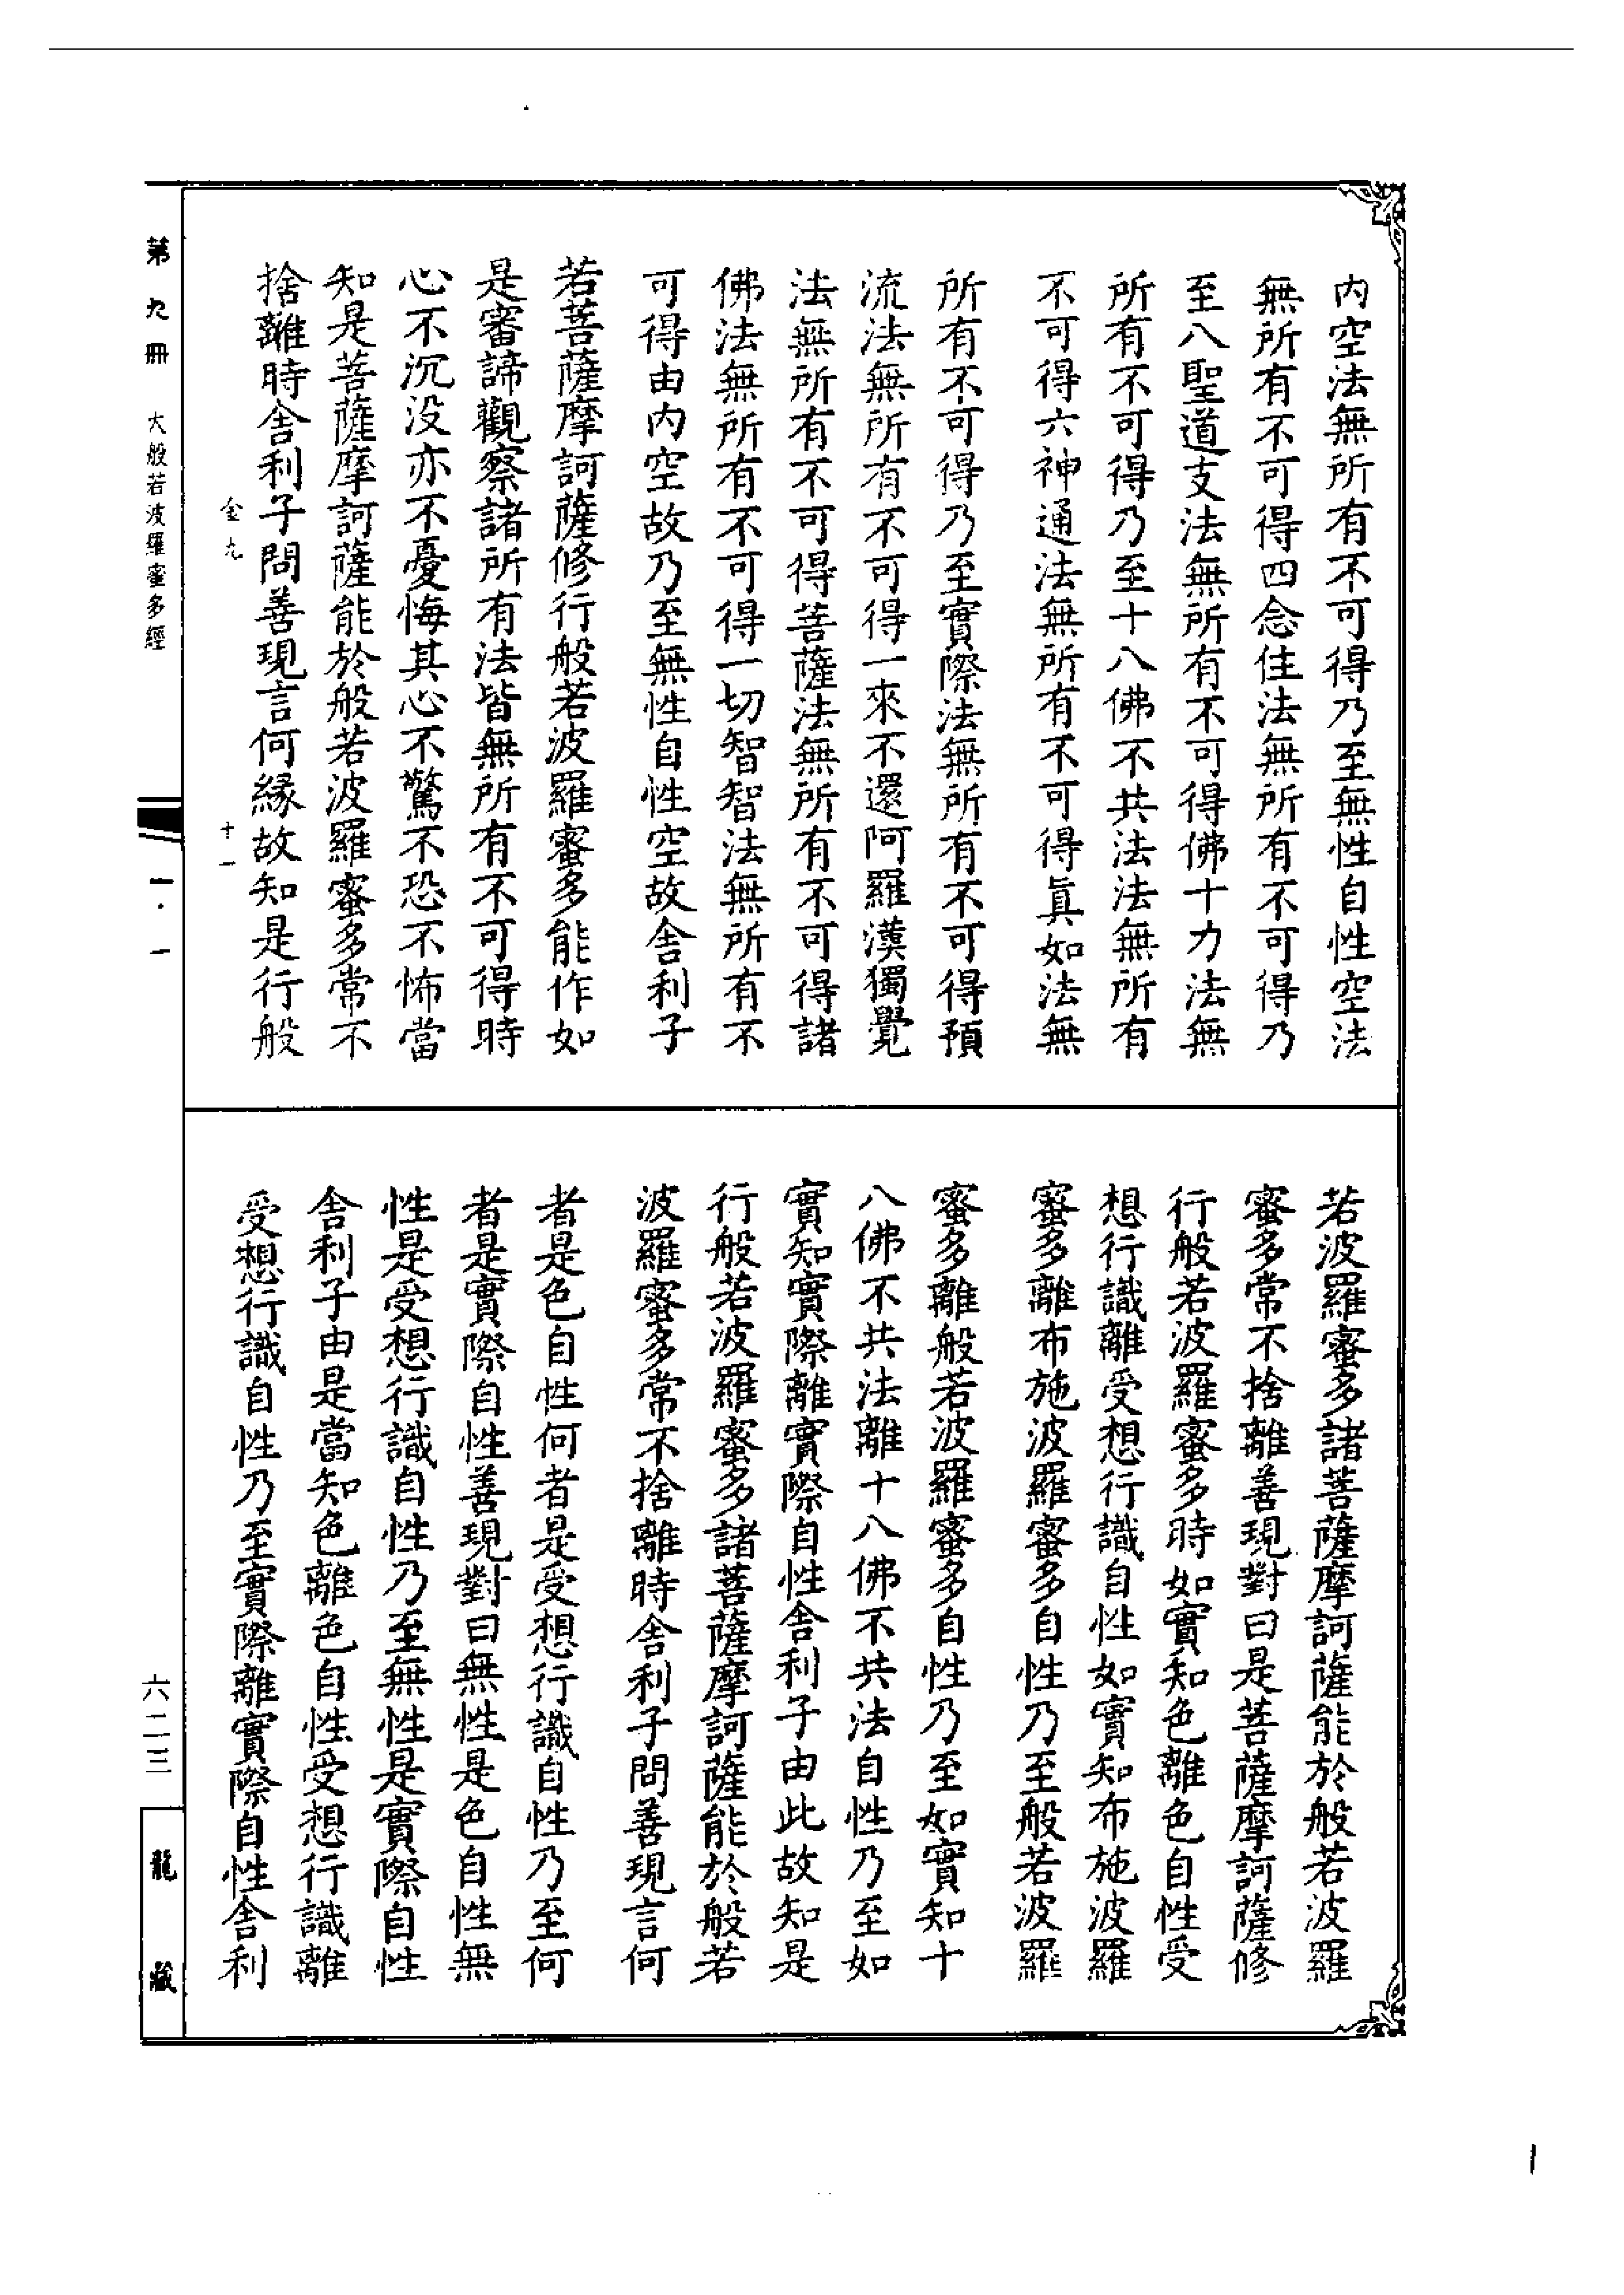 內空法無所有不可得乃至無性自性空法
無所有不可得四念住法無所有不可得乃
至八聖道支法無所有不可得佛十力法無
所有不可得乃至十八佛不共法法無所有
不可得六神通法無所有不可得眞如法無
所有不可得乃至實際法無所有不可得預
流法無所有不可得一來不還阿羅漢獨覺
法無所有不可得菩薩法無所有不可得諸
佛法無所有不可得一切智智法無所有不
可得由內空故乃至無性自性空故舍利子
若菩薩摩訶薩修行般若波羅蜜多能作如
是審諦觀察諸所有法皆無所有不可得時
心不沉没亦不憂悔其心不驚不恐不怖當
知是菩薩摩訶薩能於般若波羅蜜多常不
捨離時舍利子問善現言何緣故知是行般
金九
十一
若波羅蜜多諸菩薩摩訶薩能於般若波羅
蜜多常不捨離善現對曰是菩薩摩訶薩修
行般若波羅蜜多時如實知色離色自性受
想行識離受想行識自性如實知布施波羅
蜜多離布施波羅蜜多自性乃至般若波羅
蜜多離般若波羅蜜多自性乃至如實知十
八佛不共法離十八佛不共法自性乃至如
實知實際離實際自性舍利子由此故知是
行般若波羅蜜多諸菩薩摩訶薩能於般若
波羅蜜多常不捨離時舍利子問善現言何
者是色自性何者是受想行識自性乃至何
者是實際自性善現對曰無性是色自性無
性是受想行識自性乃至無性是實際自性
舍利子由是當知色離色自性受想行識離
受想行識自性乃至實際離實際自性舍利
第九冊
大般若波羅蜜多經
一·一
六二三
龍藏